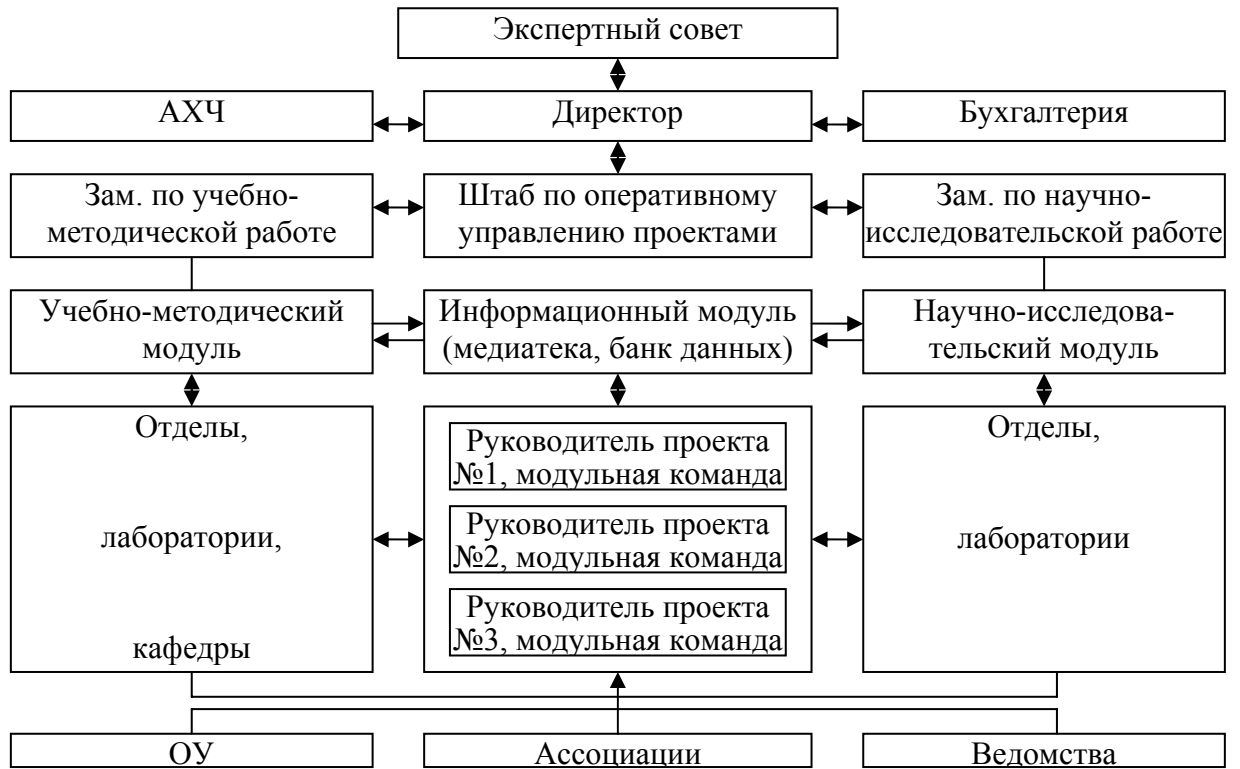 Экспертный совет
АХЧ
Директор
Бухгалтерия
Зам. по учебно-
методической работе
Штаб по оперативному
управлению проектами
Зам. по научно-
исследовательской работе
Учебно-методический
модуль
Информационный модуль
(медиатека, банк данных)
Научно-исследова-
тельский модуль
Отделы,
лаборатории,
кафедры
Руководитель проекта
№1, модульная команда
Руководитель проекта
№2, модульная команда
Руководитель проекта
№3, модульная команда
Отделы,
лаборатории
ОУ
Ассоциации
Ведомства